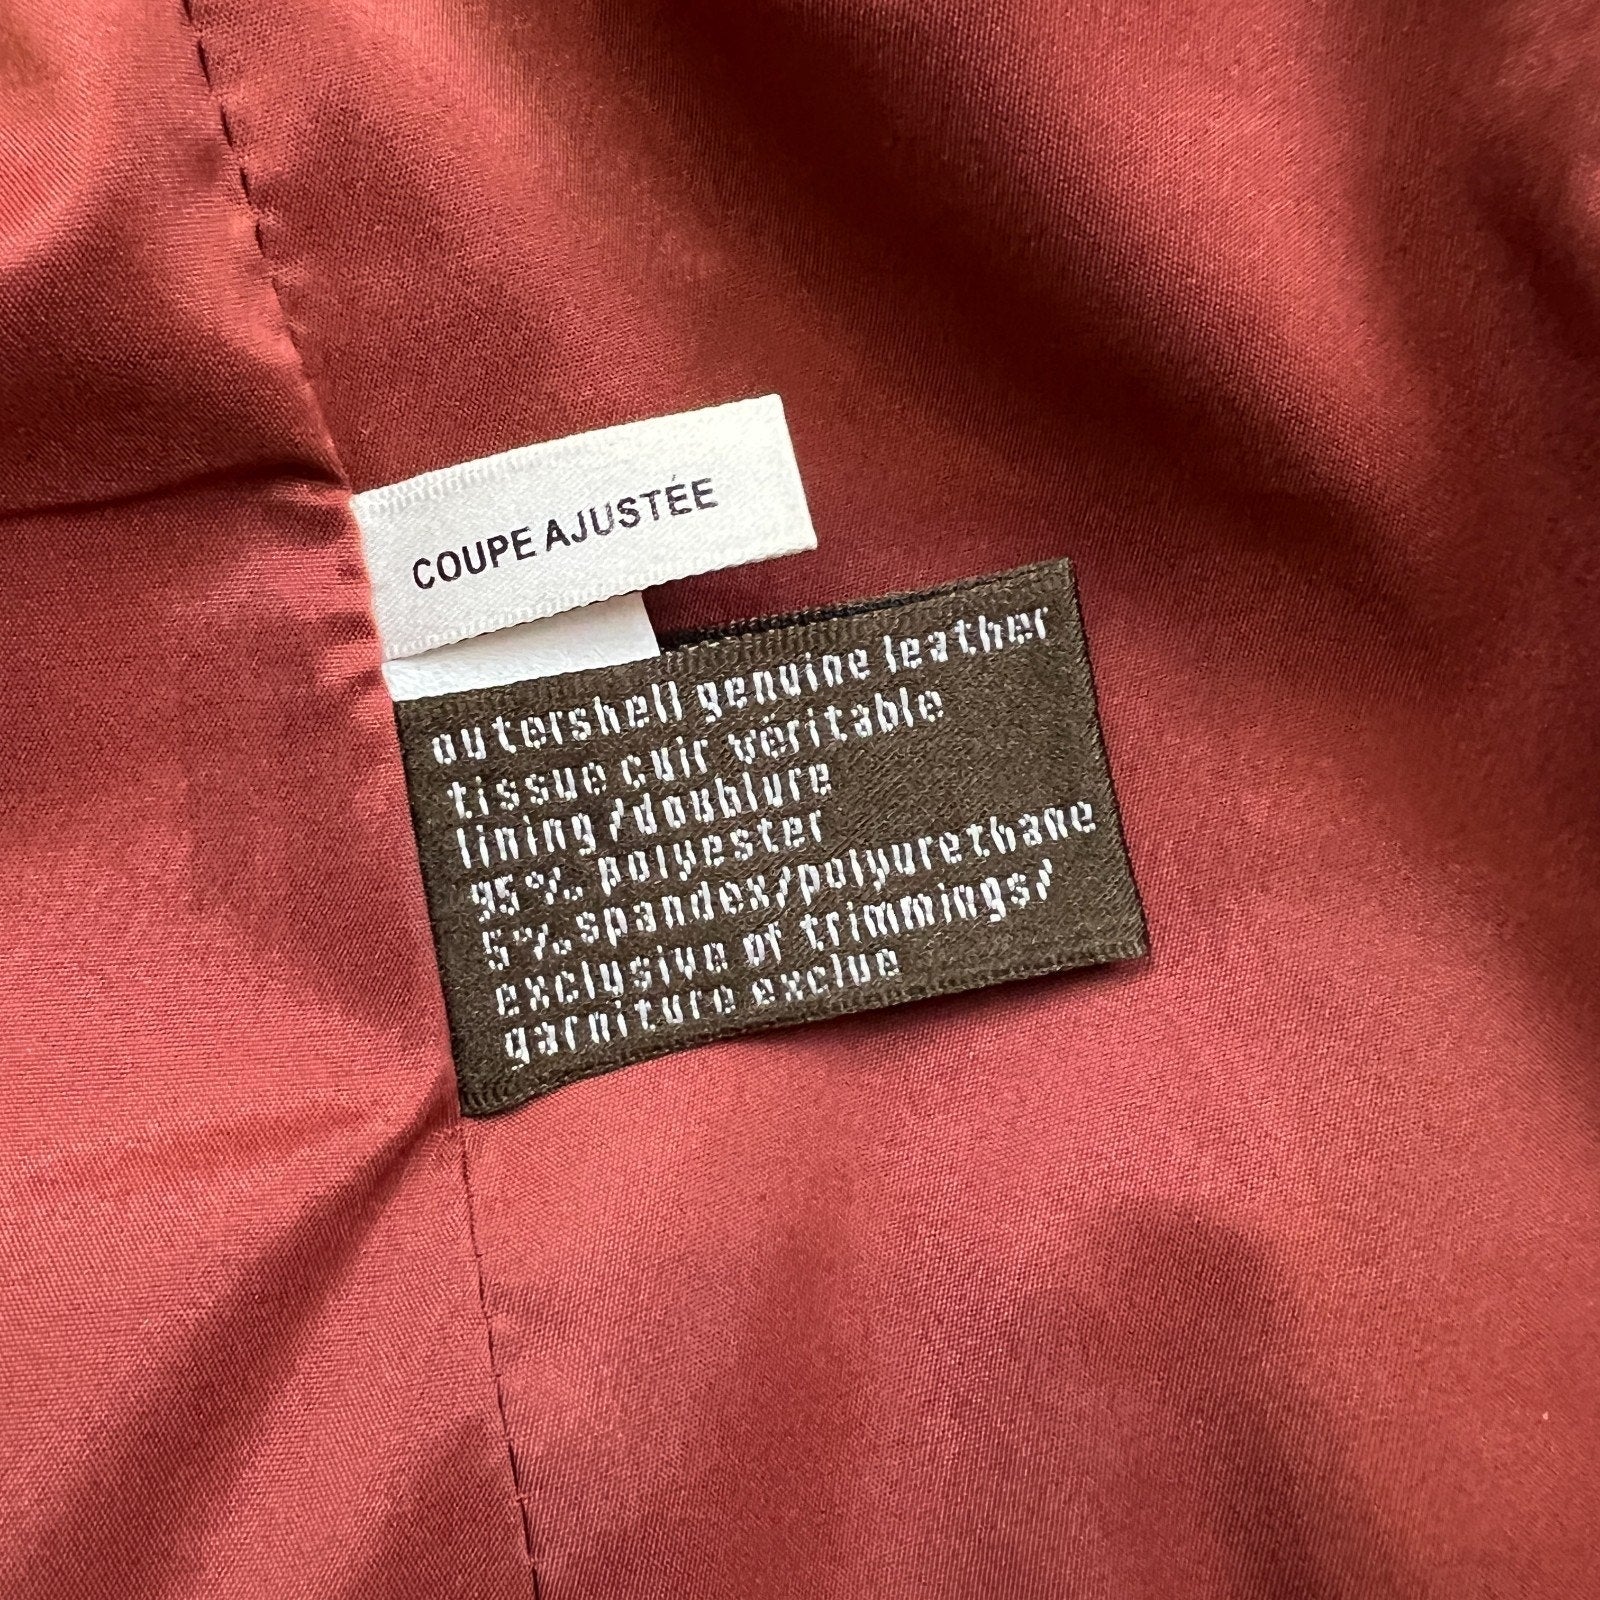 COUPE AJUSTÉE
outershell genuine leather
tissue cuir véritable
lining/doublure
95% polyester
5% spandex/polyurethane
exclusive of trimmings/
garniture exclue